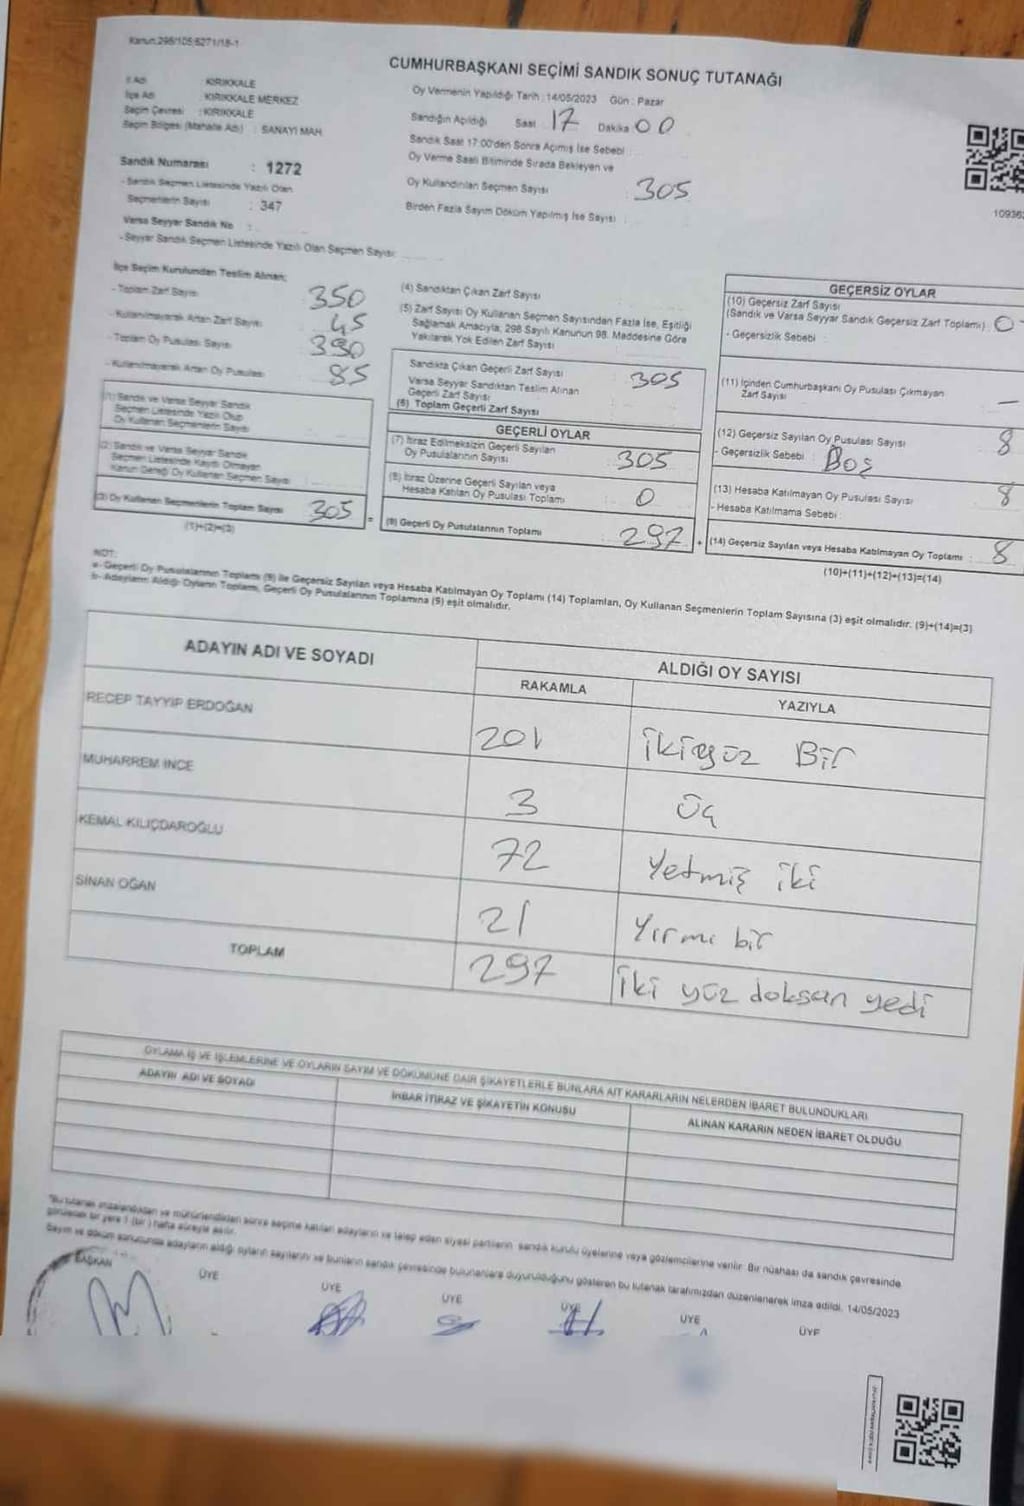 Kanun:298/105;6271/18-1
CUMHURBAŞKANI SEÇİMİ SANDIK SONUÇ TUTANAĞI
İl Adı : KIRIKKALE
İlçe Adı : KIRIKKALE MERKEZ
Seçim Çevresi : KIRIKKALE
Seçim Bölgesi (Mahalle Adı) : SANAYİ MAH.
Oy Vermenin Yapıldığı Tarih : 14/05/2023 Gün : Pazar
Sandığın Açıldığı Saat : 17 Dakika 00
Sandık Saat 17:00'den Sonra Açılmış İse Sebebi :
Oy Verme Saati Bitiminde Sırada Bekleyen ve
Oy Kullandırılan Seçmen Sayısı : 305
Birden Fazla Sayım Döküm Yapılmış İse Sayısı :
Sandık Numarası : 1272
- Sandık Seçmen Listesinde Yazılı Olan
Seçmenlerin Sayısı : 347
Varsa Seyyar Sandık No :
- Seyyar Sandık Seçmen Listesinde Yazılı Olan Seçmen Sayısı:
10936
İlçe Seçim Kurulundan Teslim Alınan;
- Toplam Zarf Sayısı : 350
- Kullanılmayarak Artan Zarf Sayısı : 45
- Toplam Oy Pusulası Sayısı : 390
- Kullanılmayarak Artan Oy Pusulası : 85
(1) Sandık ve Varsa Seyyar Sandık
Seçmen Listesinde Yazılı Olup
Oy Kullanan Seçmenlerin Sayısı
(2) Sandık ve Varsa Seyyar Sandık
Seçmen Listesinde Kaydı Olmayan
Kanun Gereği Oy Kullanan Seçmen Sayısı
(3) Oy Kullanan Seçmenlerin Toplam Sayısı : 305
(1)+(2)=(3)
(4) Sandıktan Çıkan Zarf Sayısı
(5) Zarf Sayısı Oy Kullanan Seçmen Sayısından Fazla İse, Eşitliği
Sağlamak Amacıyla, 298 Sayılı Kanunun 98. Maddesine Göre
Yakılarak Yok Edilen Zarf Sayısı
Sandıkta Çıkan Geçerli Zarf Sayısı : 305
Varsa Seyyar Sandıktan Teslim Alınan
Geçerli Zarf Sayısı
(6) Toplam Geçerli Zarf Sayısı
GEÇERLİ OYLAR
(7) İtiraz Edilmeksizin Geçerli Sayılan
Oy Pusulalarının Sayısı : 305
(8) İtiraz Üzerine Geçerli Sayılan veya
Hesaba Katılan Oy Pusulası Toplamı : 0
= (9) Geçerli Oy Pusulalarının Toplamı : 297
GEÇERSİZ OYLAR
(10) Geçersiz Zarf Sayısı
(Sandık ve Varsa Seyyar Sandık Geçersiz Zarf Toplamı) : 0
- Geçersizlik Sebebi :
(11) İçinden Cumhurbaşkanı Oy Pusulası Çıkmayan
Zarf Sayısı : —
(12) Geçersiz Sayılan Oy Pusulası Sayısı : 8
- Geçersizlik Sebebi : Boş
(13) Hesaba Katılmayan Oy Pusulası Sayısı : 8
- Hesaba Katılmama Sebebi :
+ (14) Geçersiz Sayılan veya Hesaba Katılmayan Oy Toplamı : 8
(10)+(11)+(12)+(13)=(14)
NOT:
a- Geçerli Oy Pusulalarının Toplamı (9) ile Geçersiz Sayılan veya Hesaba Katılmayan Oy Toplamı (14) Toplamları, Oy Kullanan Seçmenlerin Toplam Sayısına (3) eşit olmalıdır. (9)+(14)=(3)
b- Adayların Aldığı Oyların Toplamı, Geçerli Oy Pusulalarının Toplamına (9) eşit olmalıdır.
ADAYIN ADI VE SOYADI
ALDIĞI OY SAYISI
RAKAMLA YAZIYLA
RECEP TAYYİP ERDOĞAN 201 ikiyüz Bir
MUHARREM İNCE 3 üç
KEMAL KILIÇDAROĞLU 72 Yetmiş iki
SİNAN OĞAN 21 Yirmi bir
TOPLAM 297 iki yüz doksan yedi
OYLAMA İŞ VE İŞLEMLERİNE VE OYLARIN SAYIM VE DÖKÜMÜNE DAİR ŞİKAYETLERLE BUNLARA AİT KARARLARIN NELERDEN İBARET BULUNDUKLARI
ADAYIN ADI VE SOYADI İHBAR İTİRAZ VE ŞİKAYETİN KONUSU ALINAN KARARIN NEDEN İBARET OLDUĞU
*Bu tutanak imzalandıktan ve mühürlendikten sonra seçime katılan adayların ve talep eden siyasi partilerin sandık kurulu üyelerine veya gözlemcilerine verilir. Bir nüshası da sandık çevresinde
görülecek bir yere 1 (bir) hafta süreyle asılır.
Sayım ve döküm sonucunda adayların aldığı oyların sayılarını ve bunların sandık çevresinde bulunanlara duyurulduğunu gösteren bu tutanak tarafımızdan düzenlenerek imza edildi. 14/05/2023
BAŞKAN ÜYE ÜYE ÜYE ÜYE ÜYE ÜYE